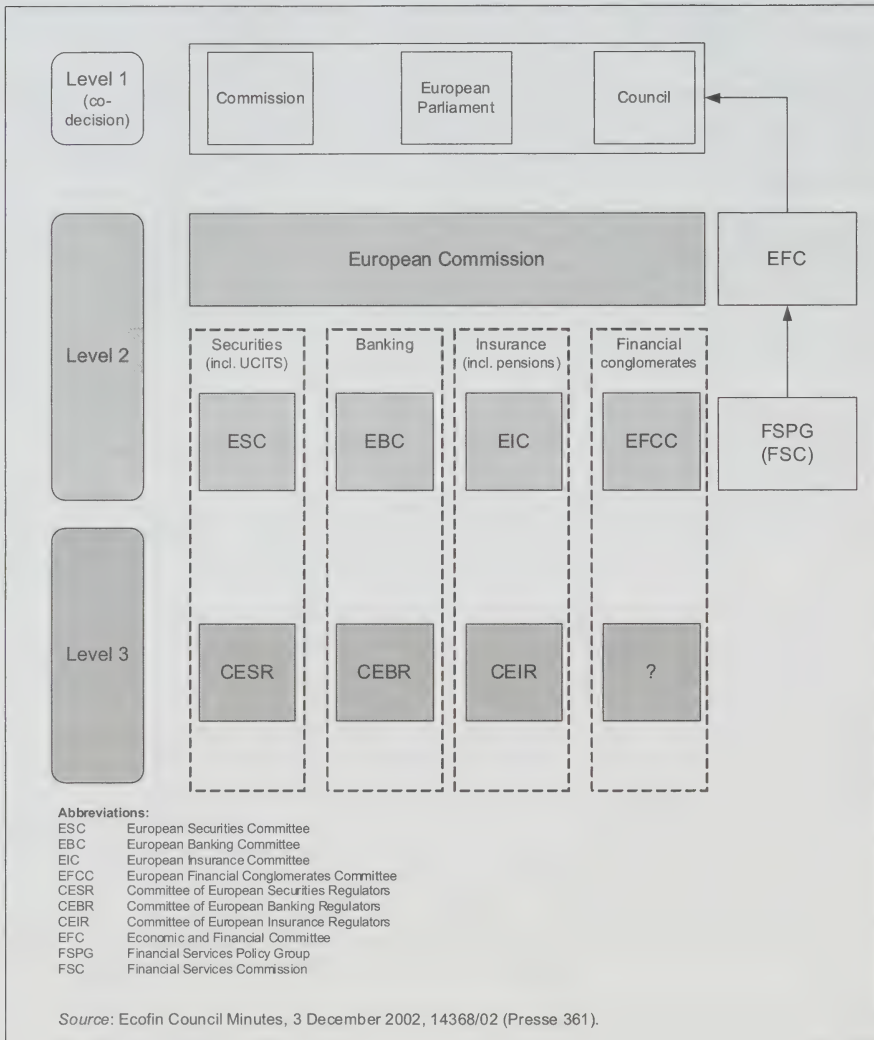 Level 1
(co-
decision)
Commission
European
Parliament
Council
Level 2
European Commission
EFC
Securities
(incl. UCITS)
Banking
Insurance
(incl. pensions)
Financial
conglomerates
ESC
EBC
EIC
EFCC
FSPG
(FSC)
Level 3
CESR
CEBR
CEIR
?
Abbreviations:
ESC European Securities Committee
EBC European Banking Committee
EIC European Insurance Committee
EFCC European Financial Conglomerates Committee
CESR Committee of European Securities Regulators
CEBR Committee of European Banking Regulators
CEIR Committee of European Insurance Regulators
EFC Economic and Financial Committee
FSPG Financial Services Policy Group
FSC Financial Services Commission
Source: Ecofin Council Minutes, 3 December 2002, 14368/02 (Presse 361).